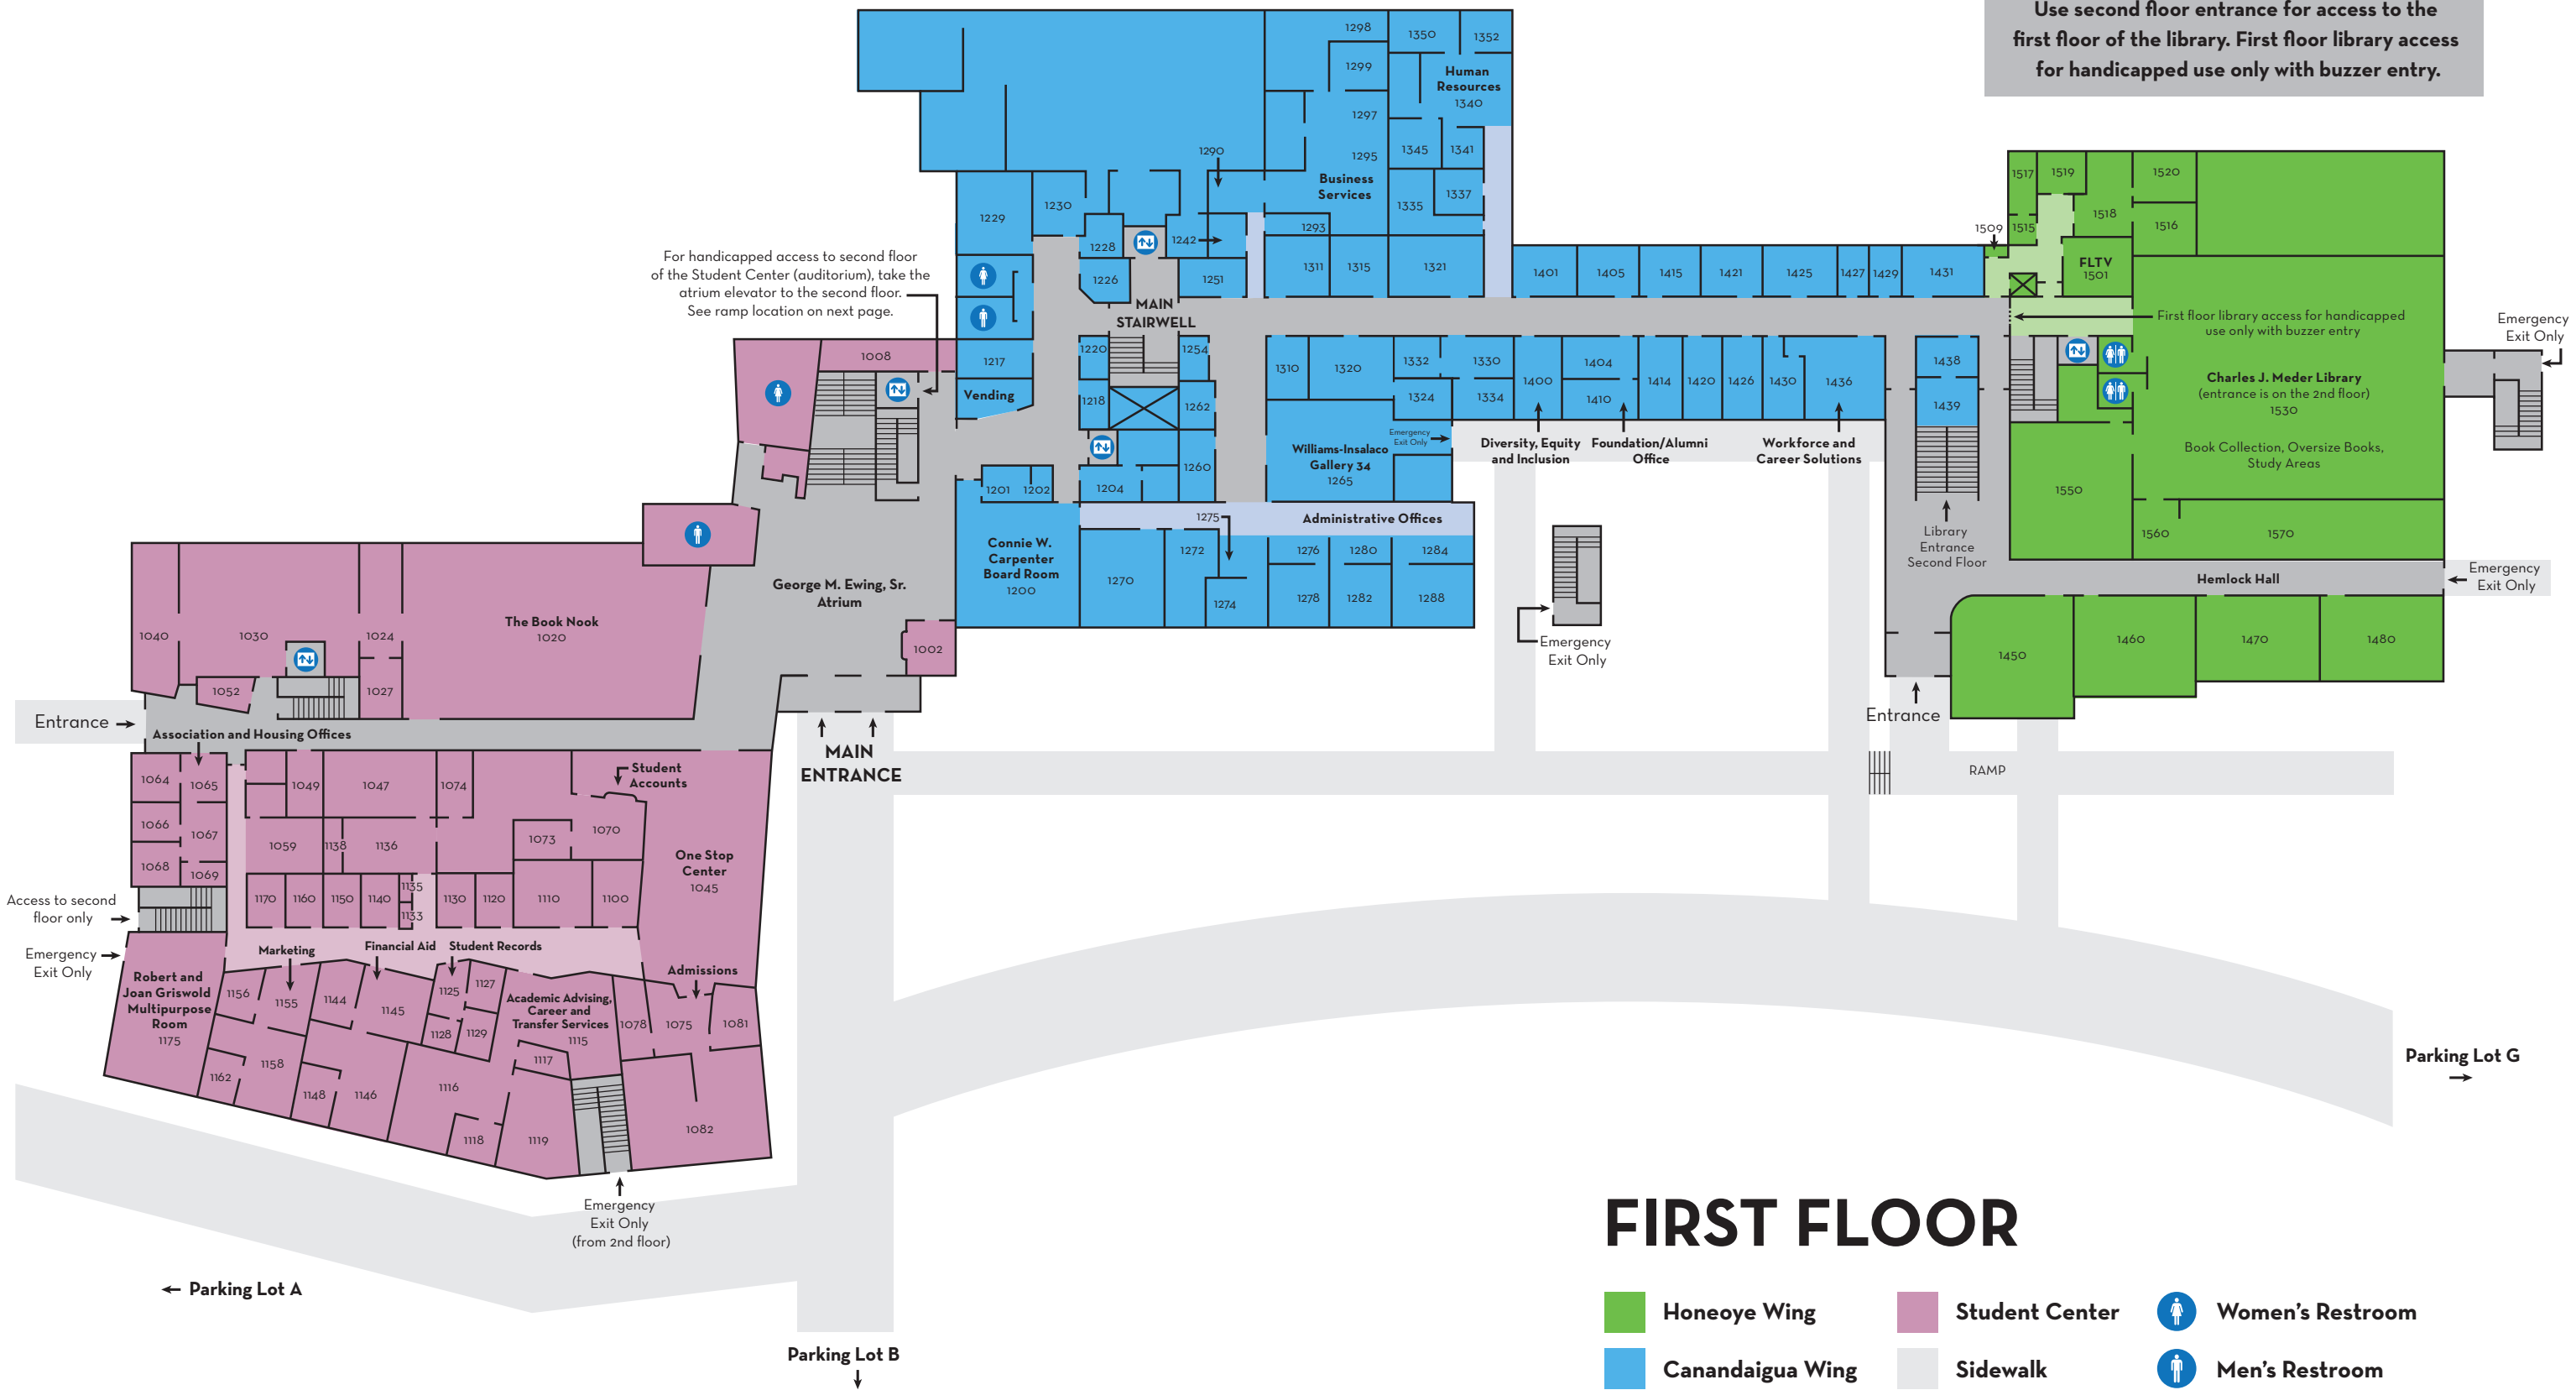 Use second floor entrance for access to the
first floor of the library. First floor library access
for handicapped use only with buzzer entry.
1298
1350
1352
1299
Human
Resources
1340
1297
1290
1295
1345
1341
Business
Services
1337
1335
1229
1230
1293
1228
1242
1226
1251
1311
1315
1321
For handicapped access to second floor
of the Student Center (auditorium), take the
atrium elevator to the second floor.
See ramp location on next page.
MAIN
STAIRWELL
1401
1405
1415
1421
1425
1427
1429
1431
1509
1517
1519
1520
1515
1518
1516
FLTV
1501
First floor library access for handicapped
use only with buzzer entry
Emergency
Exit Only
1008
1217
Vending
1220
1254
1218
1262
1310
1320
1332
1330
1324
1334
1400
1404
1410
1414
1420
1426
1430
1436
1438
1439
Charles J. Meder Library
(entrance is on the 2nd floor)
1530
Book Collection, Oversize Books,
Study Areas
1550
1560
1570
Emergency
Exit Only
Williams-Insalaco
Gallery 34
1265
Diversity, Equity
and Inclusion
Foundation/Alumni
Office
Workforce and
Career Solutions
1201
1202
1204
1260
1275
Administrative Offices
Library
Entrance
Second Floor
Connie W.
Carpenter
Board Room
1200
1270
1272
1274
1276
1280
1284
1278
1282
1288
Hemlock Hall
Emergency
Exit Only
George M. Ewing, Sr.
Atrium
1002
Emergency
Exit Only
1450
1460
1470
1480
1040
1030
1024
The Book Nook
1020
1052
1027
Entrance
Association and Housing Offices
MAIN
ENTRANCE
Entrance
RAMP
1064
1065
1066
1067
1068
1069
1049
1047
1074
Student
Accounts
1059
1138
1136
1073
1070
One Stop
Center
1045
1170
1160
1150
1140
1135
1133
1130
1120
1110
1100
Access to second
floor only
Emergency
Exit Only
Marketing
Financial Aid
Student Records
Admissions
Robert and
Joan Griswold
Multipurpose
Room
1175
1156
1155
1144
1145
1125
1127
1128
1129
Academic Advising,
Career and
Transfer Services
1115
1078
1075
1081
1158
1162
1148
1146
1116
1117
1118
1119
1082
Emergency
Exit Only
(from 2nd floor)
Parking Lot A
Parking Lot B
Parking Lot G
FIRST FLOOR
Honeoye Wing
Student Center
Women's Restroom
Canandaigua Wing
Sidewalk
Men's Restroom